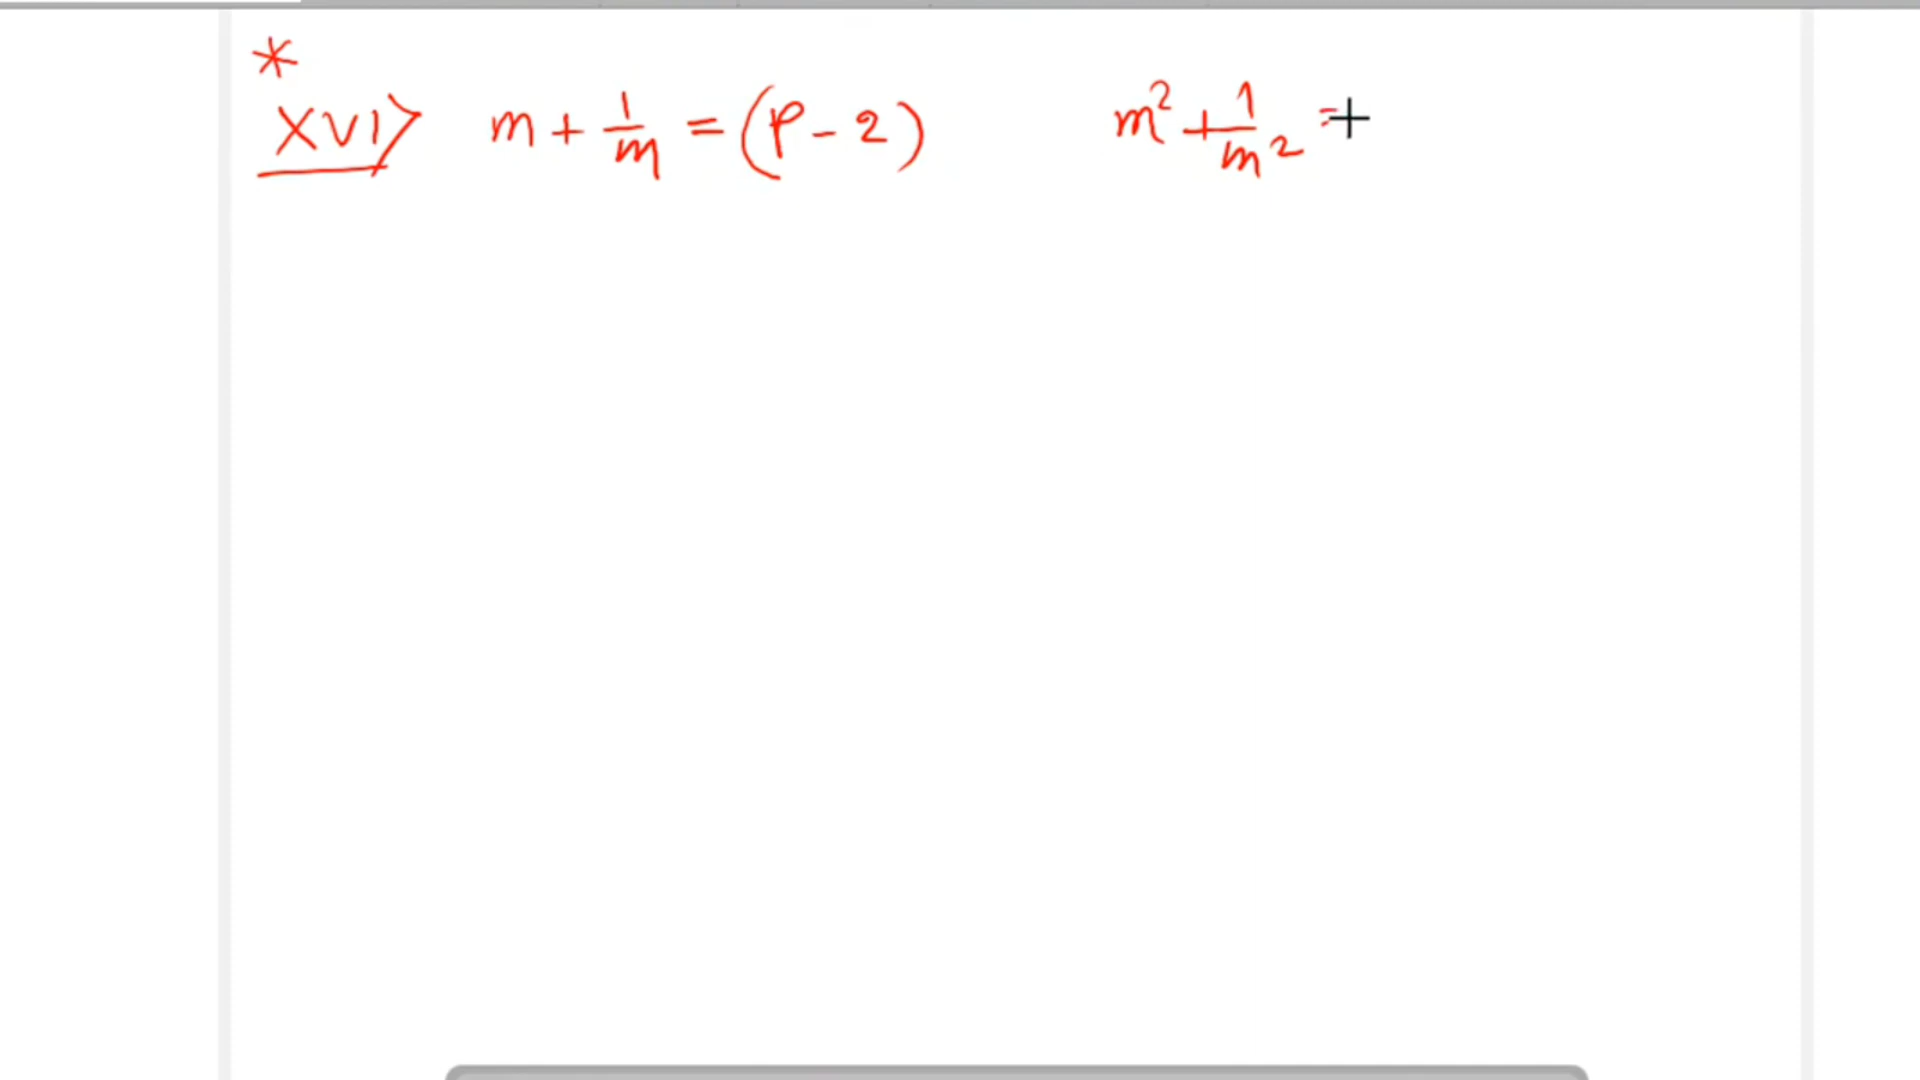 *
XVI> m + 1/m = (P - 2) m² + 1/m² =